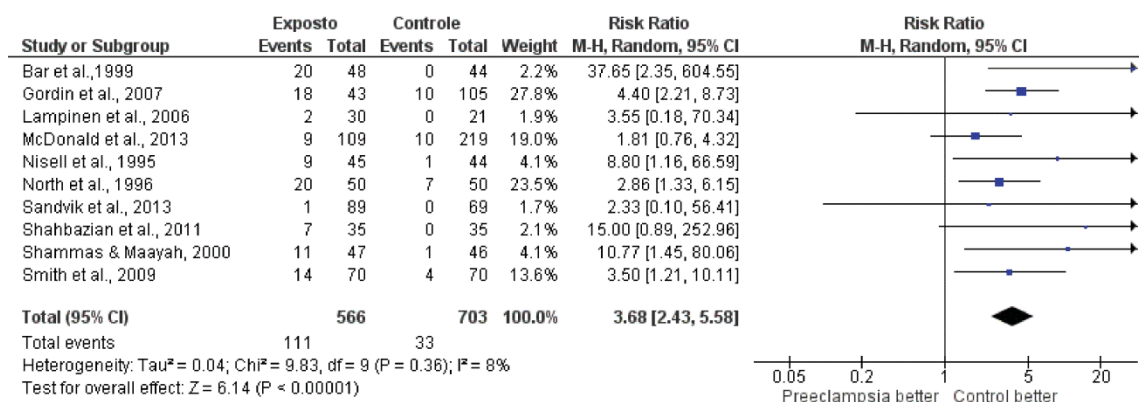 Exposto Controle Risk Ratio Risk Ratio
Study or Subgroup Events Total Events Total Weight M-H, Random, 95% CI M-H, Random, 95% CI
Bar et al.,1999 20 48 0 44 2.2% 37.65 [2.35, 604.55]
Gordin et al., 2007 18 43 10 105 27.8% 4.40 [2.21, 8.73]
Lampinen et al., 2006 2 30 0 21 1.9% 3.55 [0.18, 70.34]
McDonald et al., 2013 9 109 10 219 19.0% 1.81 [0.76, 4.32]
Nisell et al., 1995 9 45 1 44 4.1% 8.80 [1.16, 66.59]
North et al., 1996 20 50 7 50 23.5% 2.86 [1.33, 6.15]
Sandvik et al., 2013 1 89 0 69 1.7% 2.33 [0.10, 56.41]
Shahbazian et al., 2011 7 35 0 35 2.1% 15.00 [0.89, 252.96]
Shammas & Maayah, 2000 11 47 1 46 4.2% 10.77 [1.45, 80.06]
Smith et al., 2009 14 70 4 70 13.6% 3.50 [1.21, 10.11]
Total (95% CI) 566 703 100.0% 3.68 [2.43, 5.58]
Total events 111 33
Heterogeneity: Tau² = 0.04; Chi² = 9.83, df = 9 (P = 0.36); I² = 8%
Test for overall effect: Z = 6.14 (P < 0.00001)
0.05 0.2 1 5 20
Preeclampsia better Control better